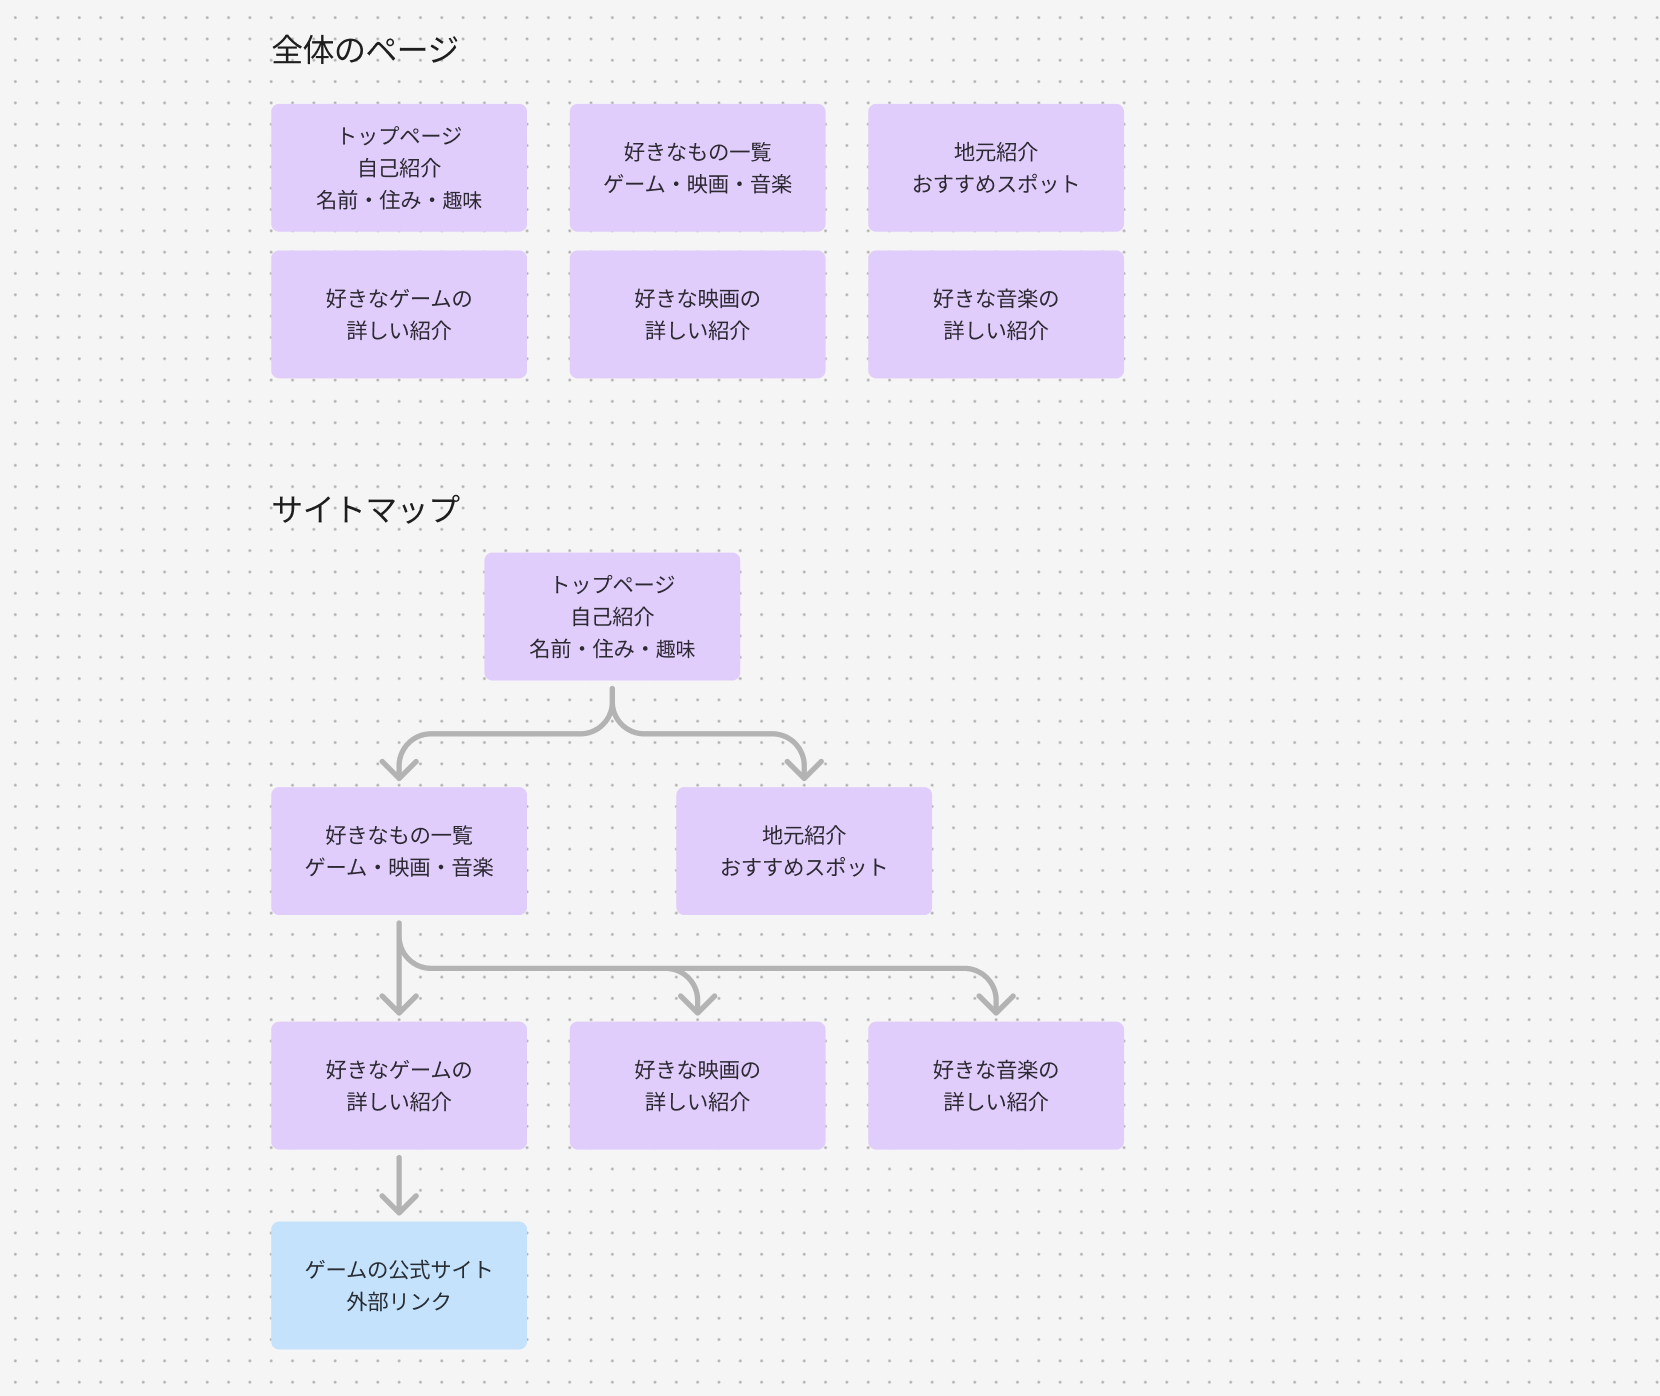 全体のページ
トップページ
自己紹介
名前・住み・趣味
好きなもの一覧
ゲーム・映画・音楽
地元紹介
おすすめスポット
好きなゲームの
詳しい紹介
好きな映画の
詳しい紹介
好きな音楽の
詳しい紹介
サイトマップ
トップページ
自己紹介
名前・住み・趣味
好きなもの一覧
ゲーム・映画・音楽
地元紹介
おすすめスポット
好きなゲームの
詳しい紹介
好きな映画の
詳しい紹介
好きな音楽の
詳しい紹介
ゲームの公式サイト
外部リンク